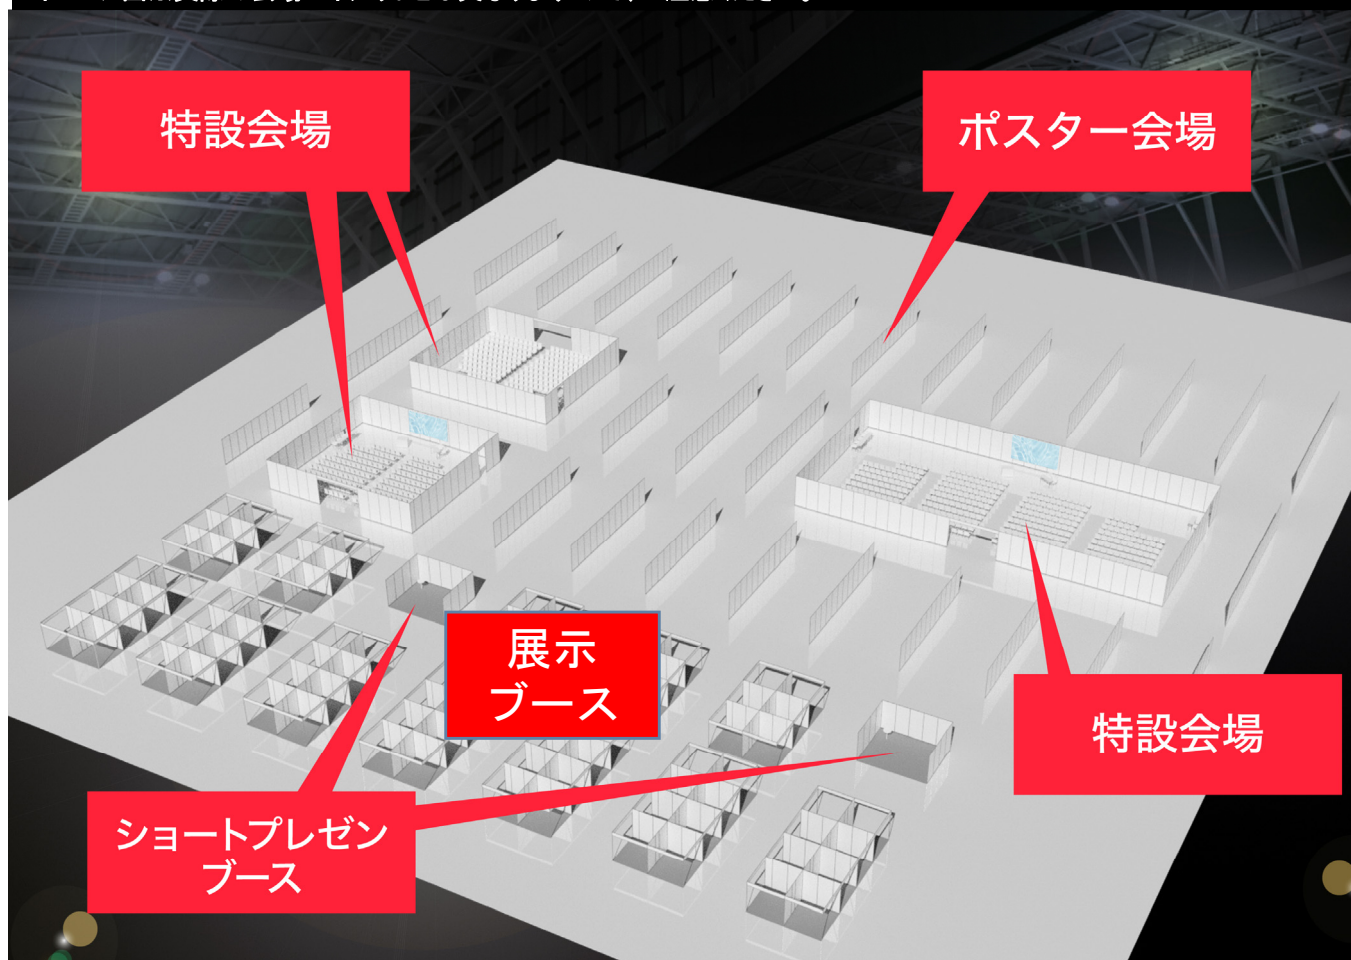 特設会場
ポスター会場
展示
ブース
特設会場
ショートプレゼン
ブース